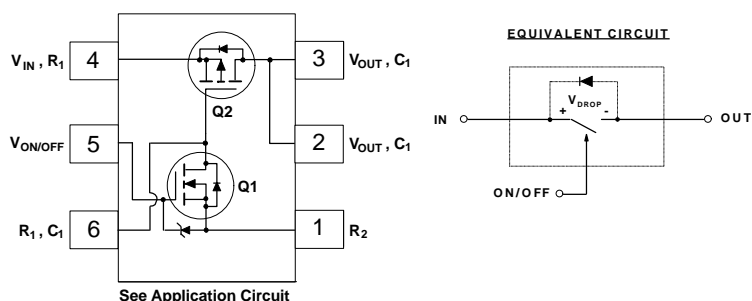 EQUIVALENT CIRCUIT
V_IN , R_1 4
3 V_OUT , C_1
Q2
V_ON/OFF 5
2 V_OUT , C_1
Q1
R_1 , C_1 6
1 R_2
See Application Circuit
V_DROP
+ -
IN
OUT
ON/OFF